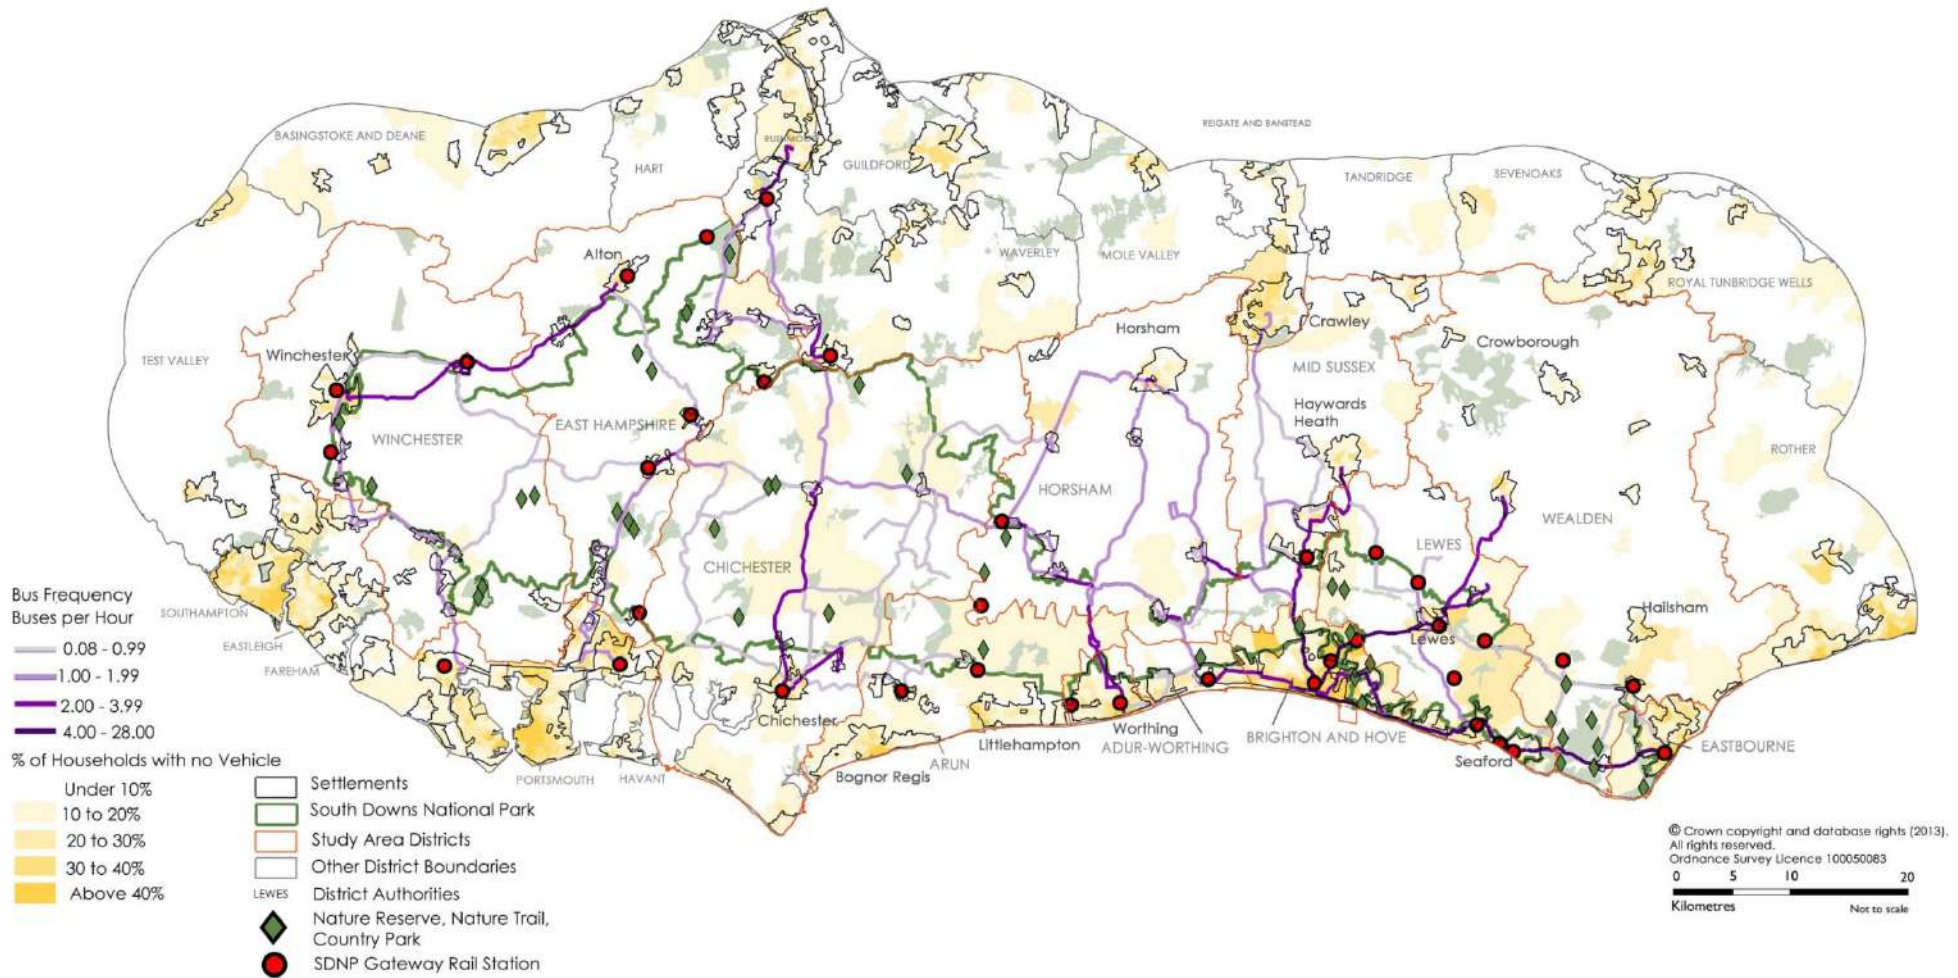 BASINGSTOKE AND DEANE
HART
RUSHMOOR
GUILDFORD
REIGATE AND BANSTEAD
TANDRIDGE
SEVENOAKS
WAVERLEY
MOLE VALLEY
ROYAL TUNBRIDGE WELLS
Alton
TEST VALLEY
Winchester
Horsham
Crawley
Crowborough
MID SUSSEX
Haywards
Heath
WINCHESTER
EAST HAMPSHIRE
ROTHER
HORSHAM
WEALDEN
LEWES
CHICHESTER
Hailsham
Lewes
SOUTHAMPTON
EASTLEIGH
FAREHAM
Chichester
Worthing
Littlehampton
ADUR-WORTHING
BRIGHTON AND HOVE
EASTBOURNE
Seaford
ARUN
Bognor Regis
PORTSMOUTH
HAVANT
Bus Frequency
Buses per Hour
0.08 - 0.99
1.00 - 1.99
2.00 - 3.99
4.00 - 28.00
% of Households with no Vehicle
Under 10%
10 to 20%
20 to 30%
30 to 40%
Above 40%
Settlements
South Downs National Park
Study Area Districts
Other District Boundaries
LEWES District Authorities
Nature Reserve, Nature Trail,
Country Park
SDNP Gateway Rail Station
© Crown copyright and database rights (2013).
All rights reserved.
Ordnance Survey Licence 100050083
0 5 10 20
Kilometres Not to scale